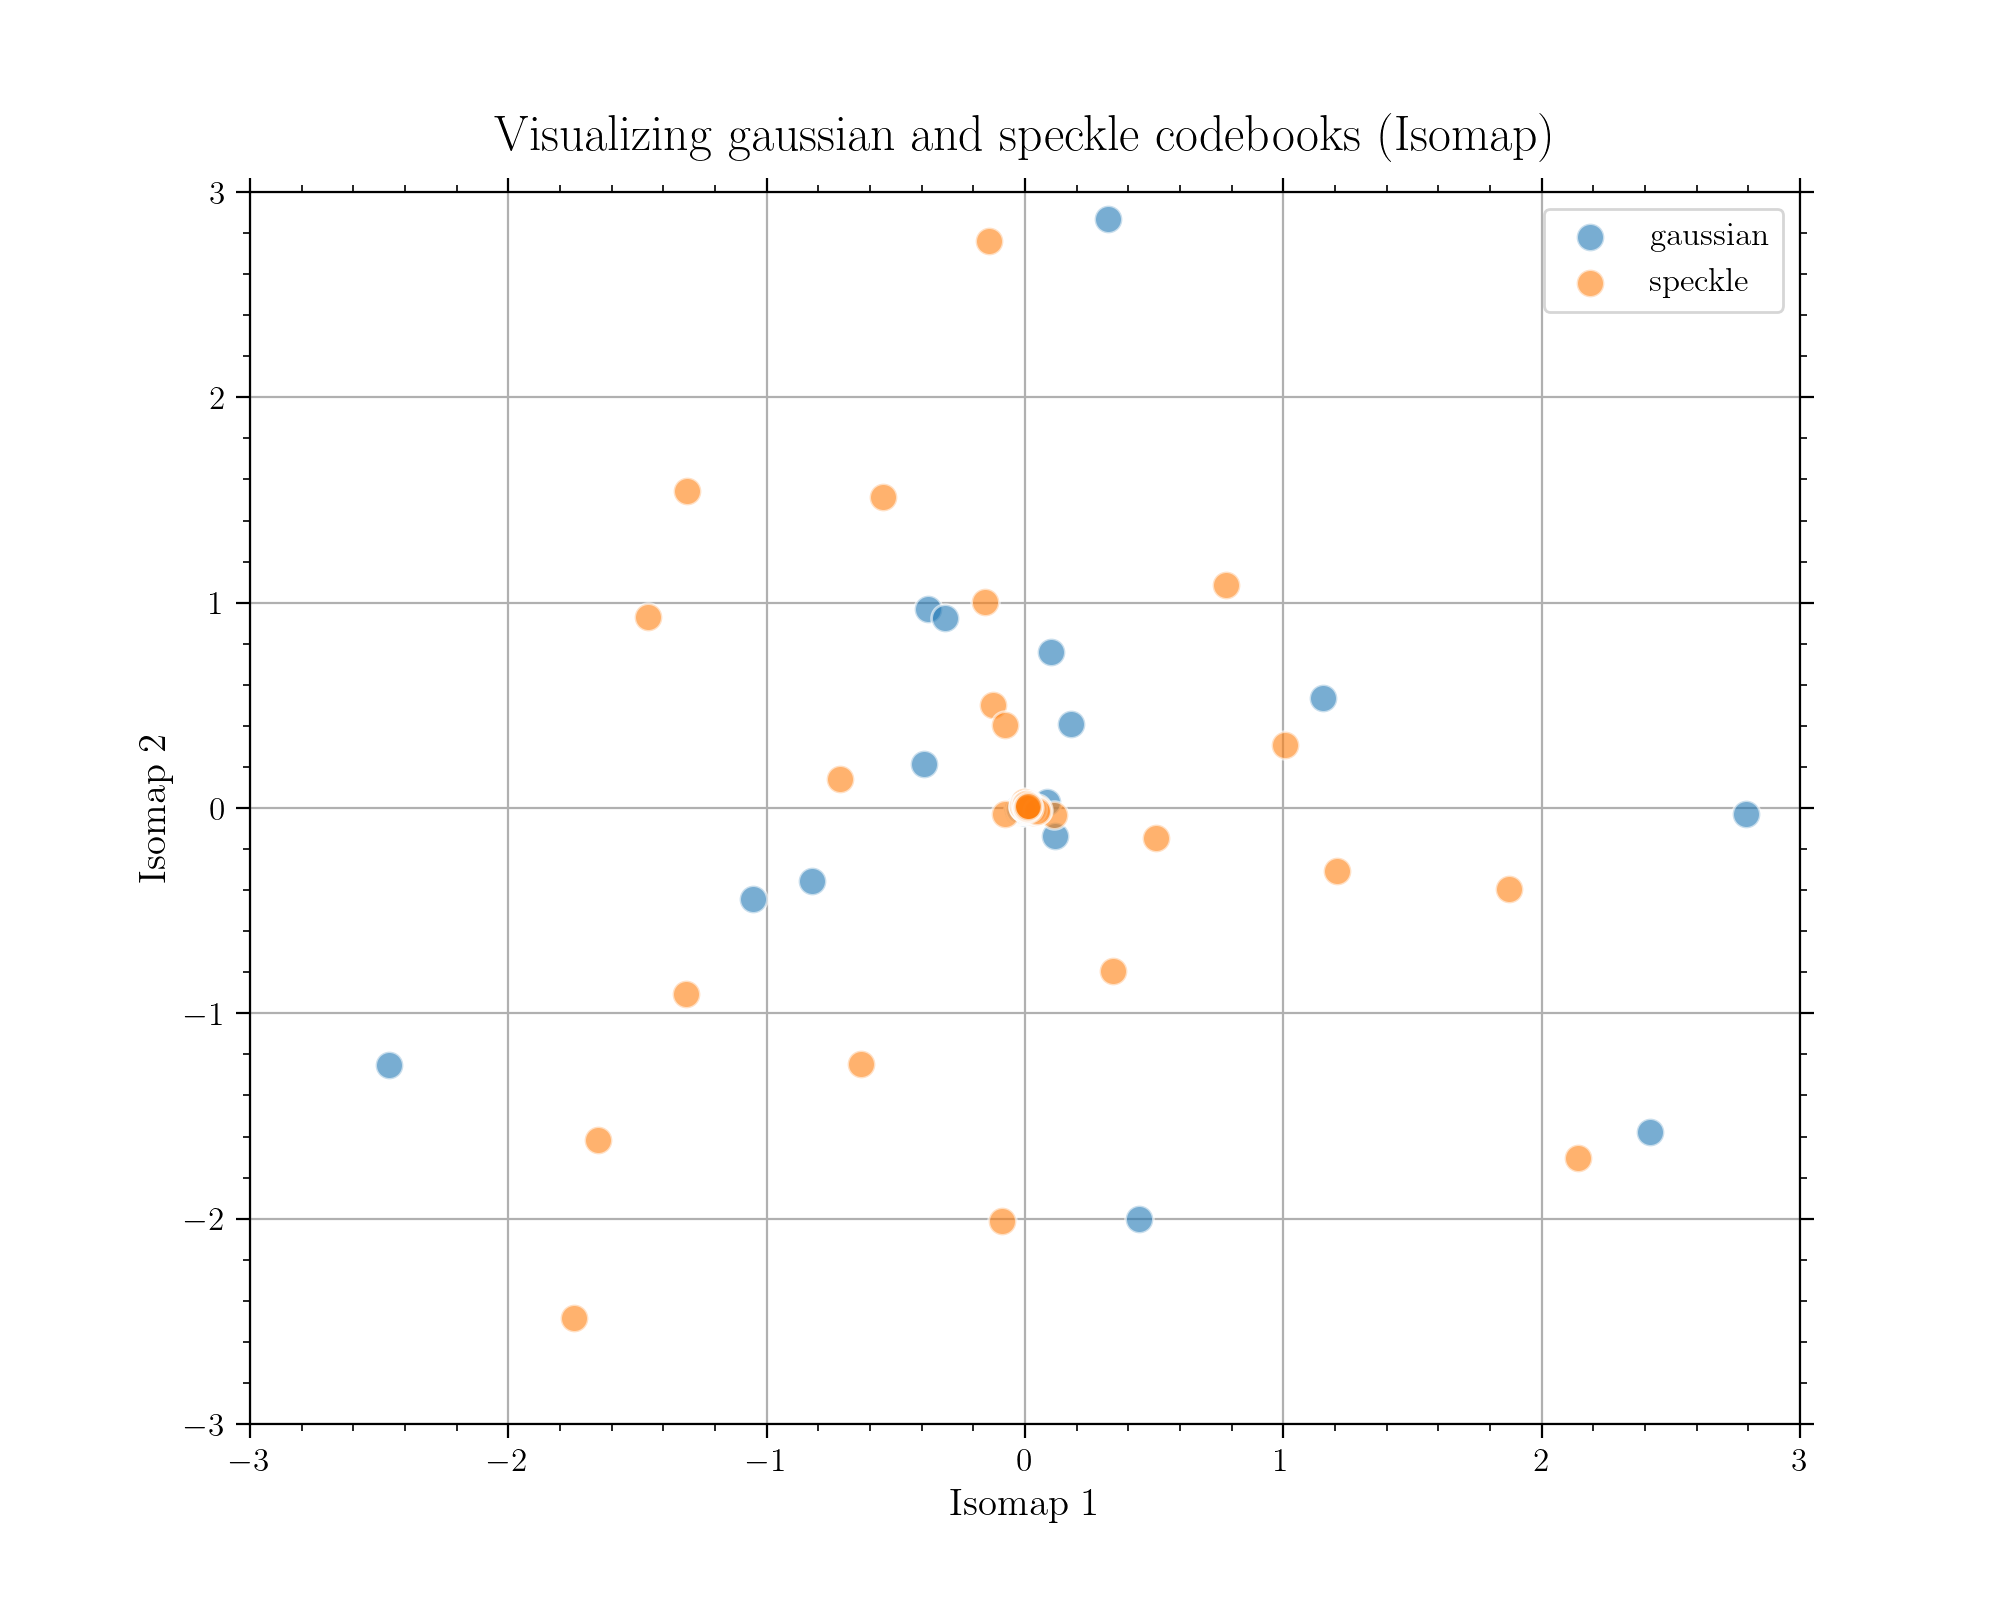 Visualizing gaussian and speckle codebooks (Isomap)
gaussian
speckle
3
2
1
0
−1
−2
−3
Isomap 2
−3
−2
−1
0
1
2
3
Isomap 1